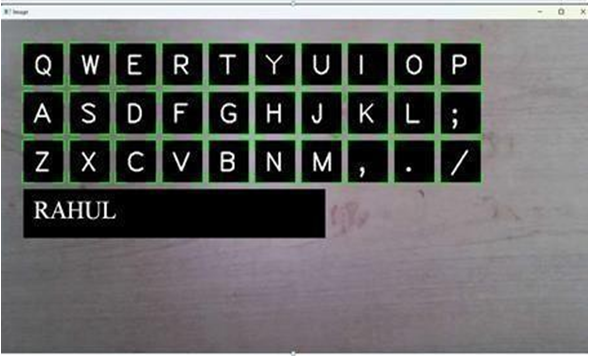 Image
Q W E R T Y U I O P
A S D F G H J K L ;
Z X C V B N M , . /
RAHUL